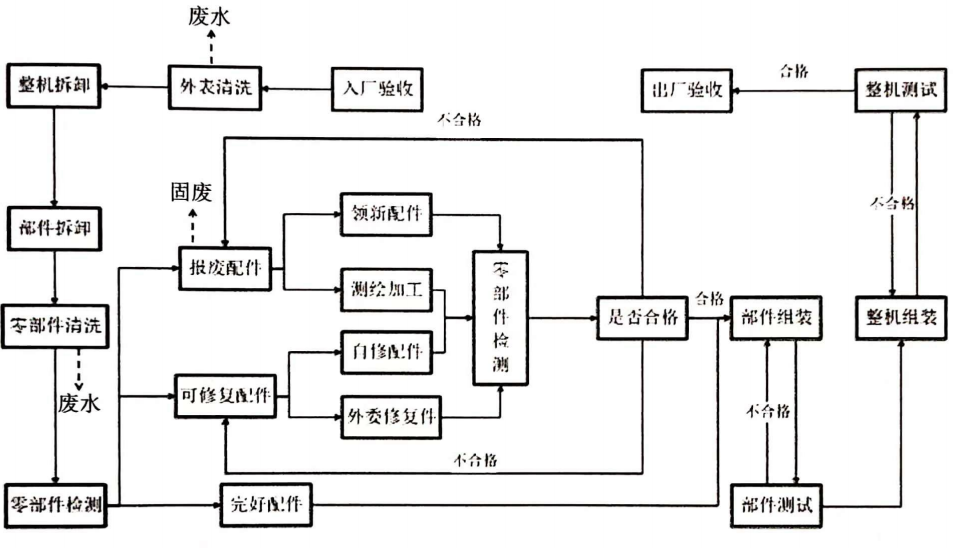 废水
整机拆卸
外表清洗
入厂验收
出厂验收
合格
整机测试
不合格
固废
部件拆卸
报废配件
领新配件
测绘加工
零部件检测
是否合格
合格
部件组装
整机组装
不合格
零部件清洗
废水
自修配件
可修复配件
外委修复件
不合格
不合格
零部件检测
完好配件
部件测试